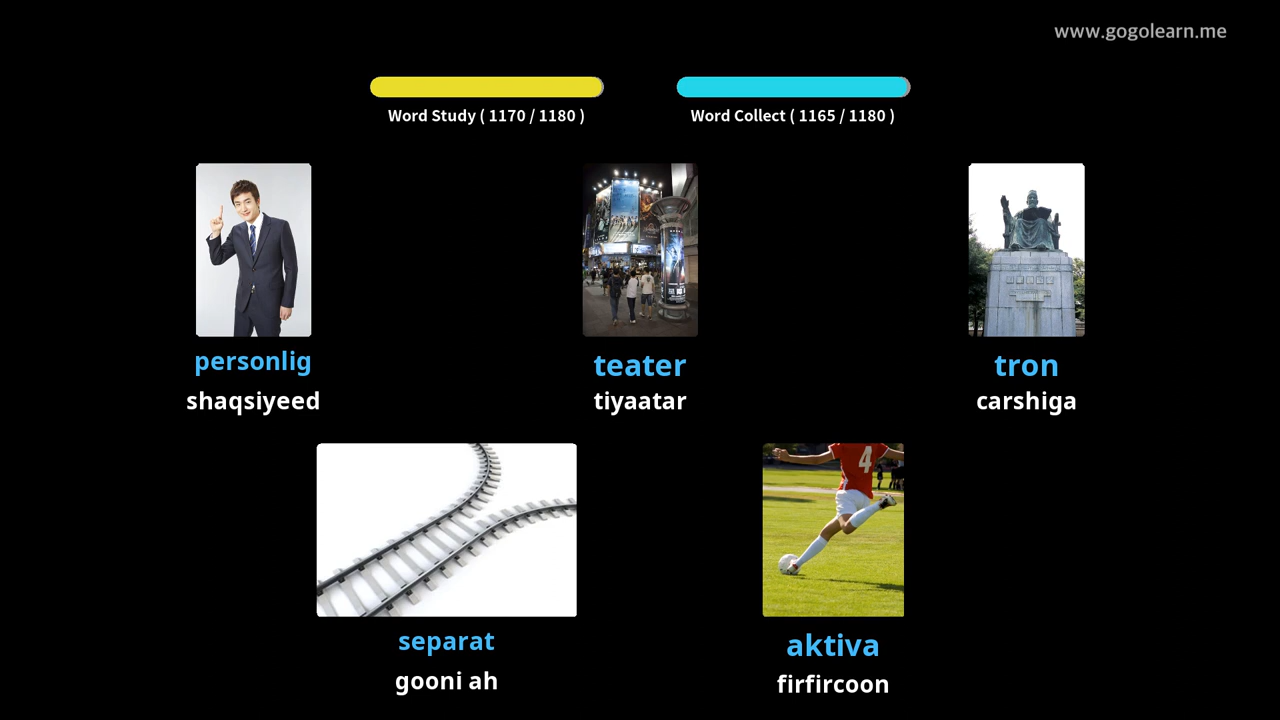 www.gogolearn.me
Word Study ( 1170 / 1180 )
Word Collect ( 1165 / 1180 )
personlig
teater
tron
shaqsiyeed
tiyaatar
carshiga
4
separat
aktiva
gooni ah
firfircoon